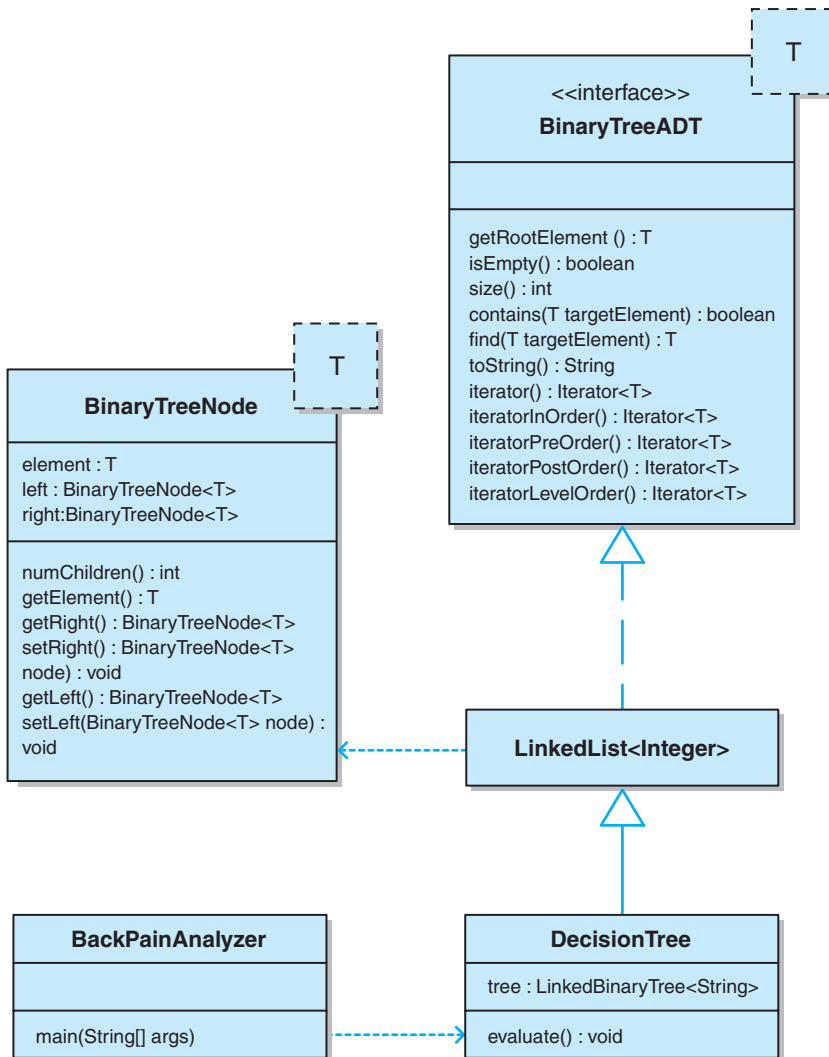 T
<<interface>>
BinaryTreeADT
getRootElement () : T
isEmpty() : boolean
size() : int
contains(T targetElement) : boolean
find(T targetElement) : T
toString() : String
iterator() : Iterator<T>
iteratorInOrder() : Iterator<T>
iteratorPreOrder() : Iterator<T>
iteratorPostOrder() : Iterator<T>
iteratorLevelOrder() : Iterator<T>
T
BinaryTreeNode
element : T
left : BinaryTreeNode<T>
right:BinaryTreeNode<T>
numChildren() : int
getElement() : T
getRight() : BinaryTreeNode<T>
setRight() : BinaryTreeNode<T>
node) : void
getLeft() : BinaryTreeNode<T>
setLeft(BinaryTreeNode<T> node) :
void
LinkedList<Integer>
BackPainAnalyzer
main(String[] args)
DecisionTree
tree : LinkedBinaryTree<String>
evaluate() : void